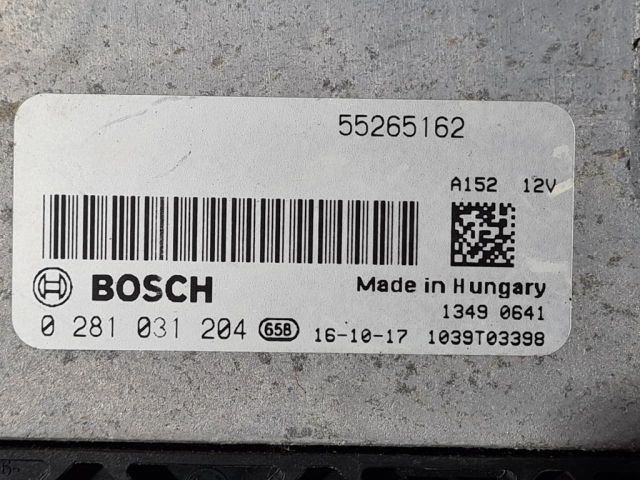 55265162
A152 12V
BOSCH
Made in Hungary
1349 0641
0 281 031 204 658 16-10-17 1039T03398